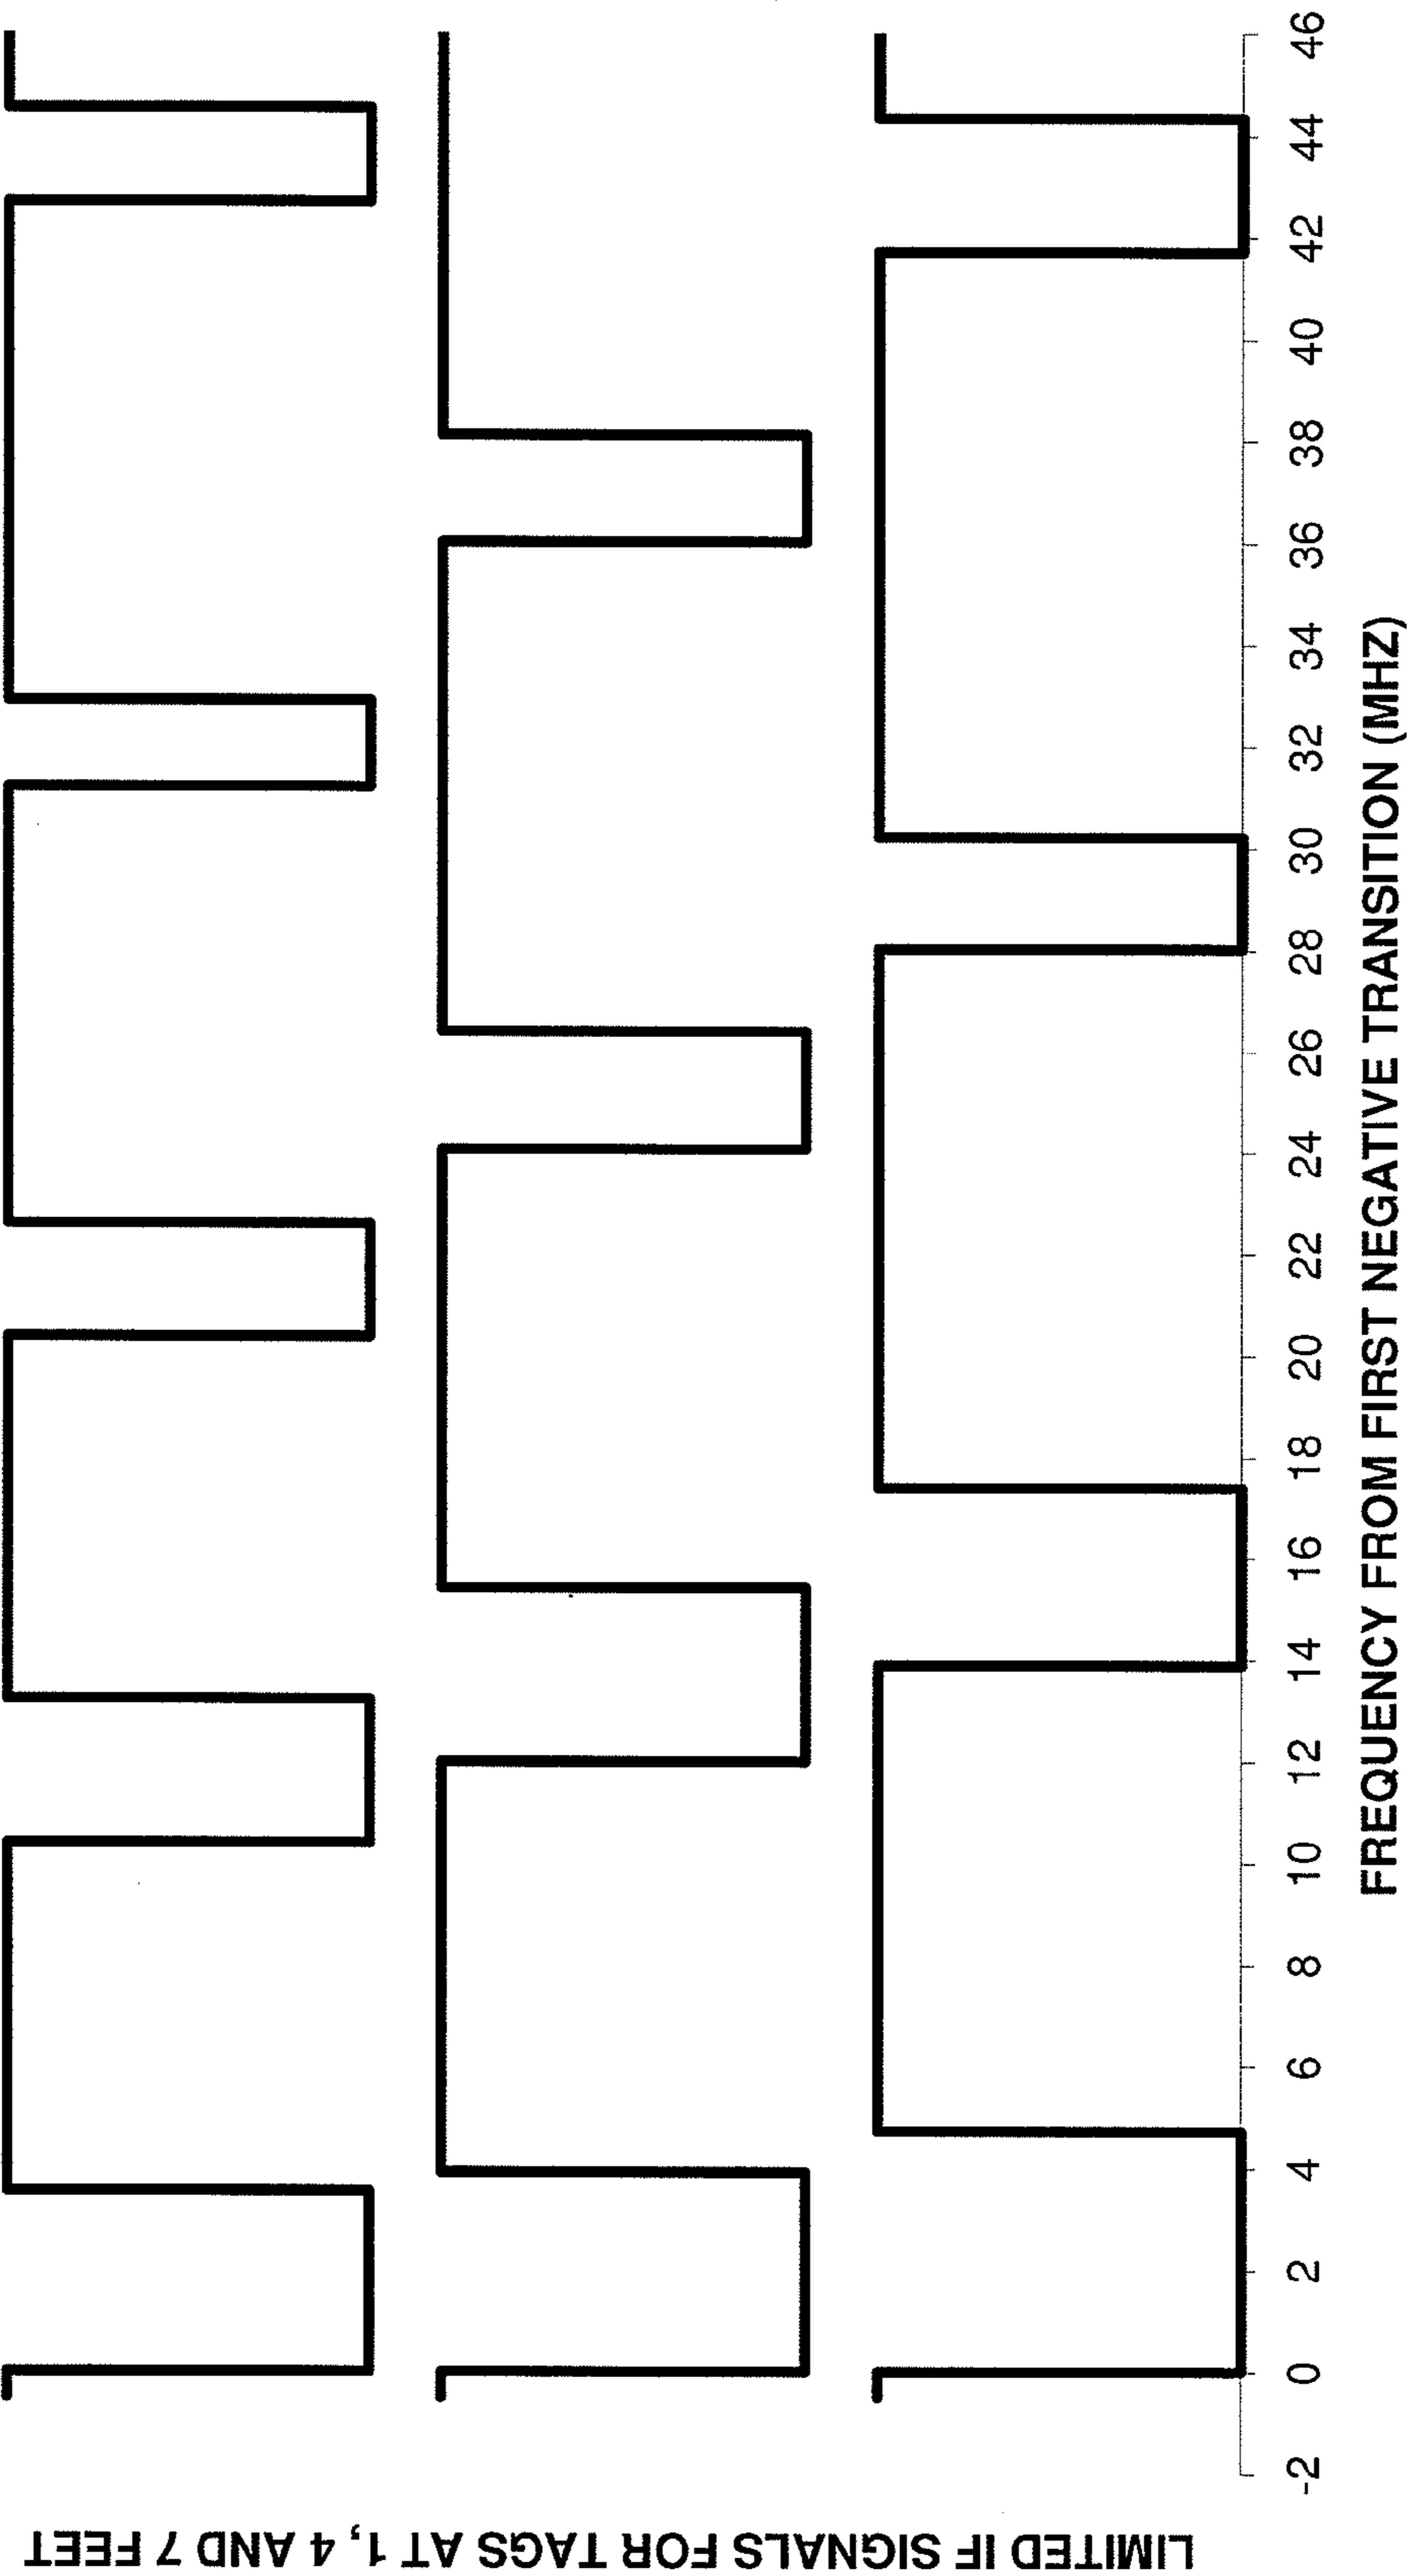 LIMITED IF SIGNALS FOR TAGS AT 1, 4 AND 7 FEET
-2 0 2 4 6 8 10 12 14 16 18 20 22 24 26 28 30 32 34 36 38 40 42 44 46
FREQUENCY FROM FIRST NEGATIVE TRANSITION (MHZ)